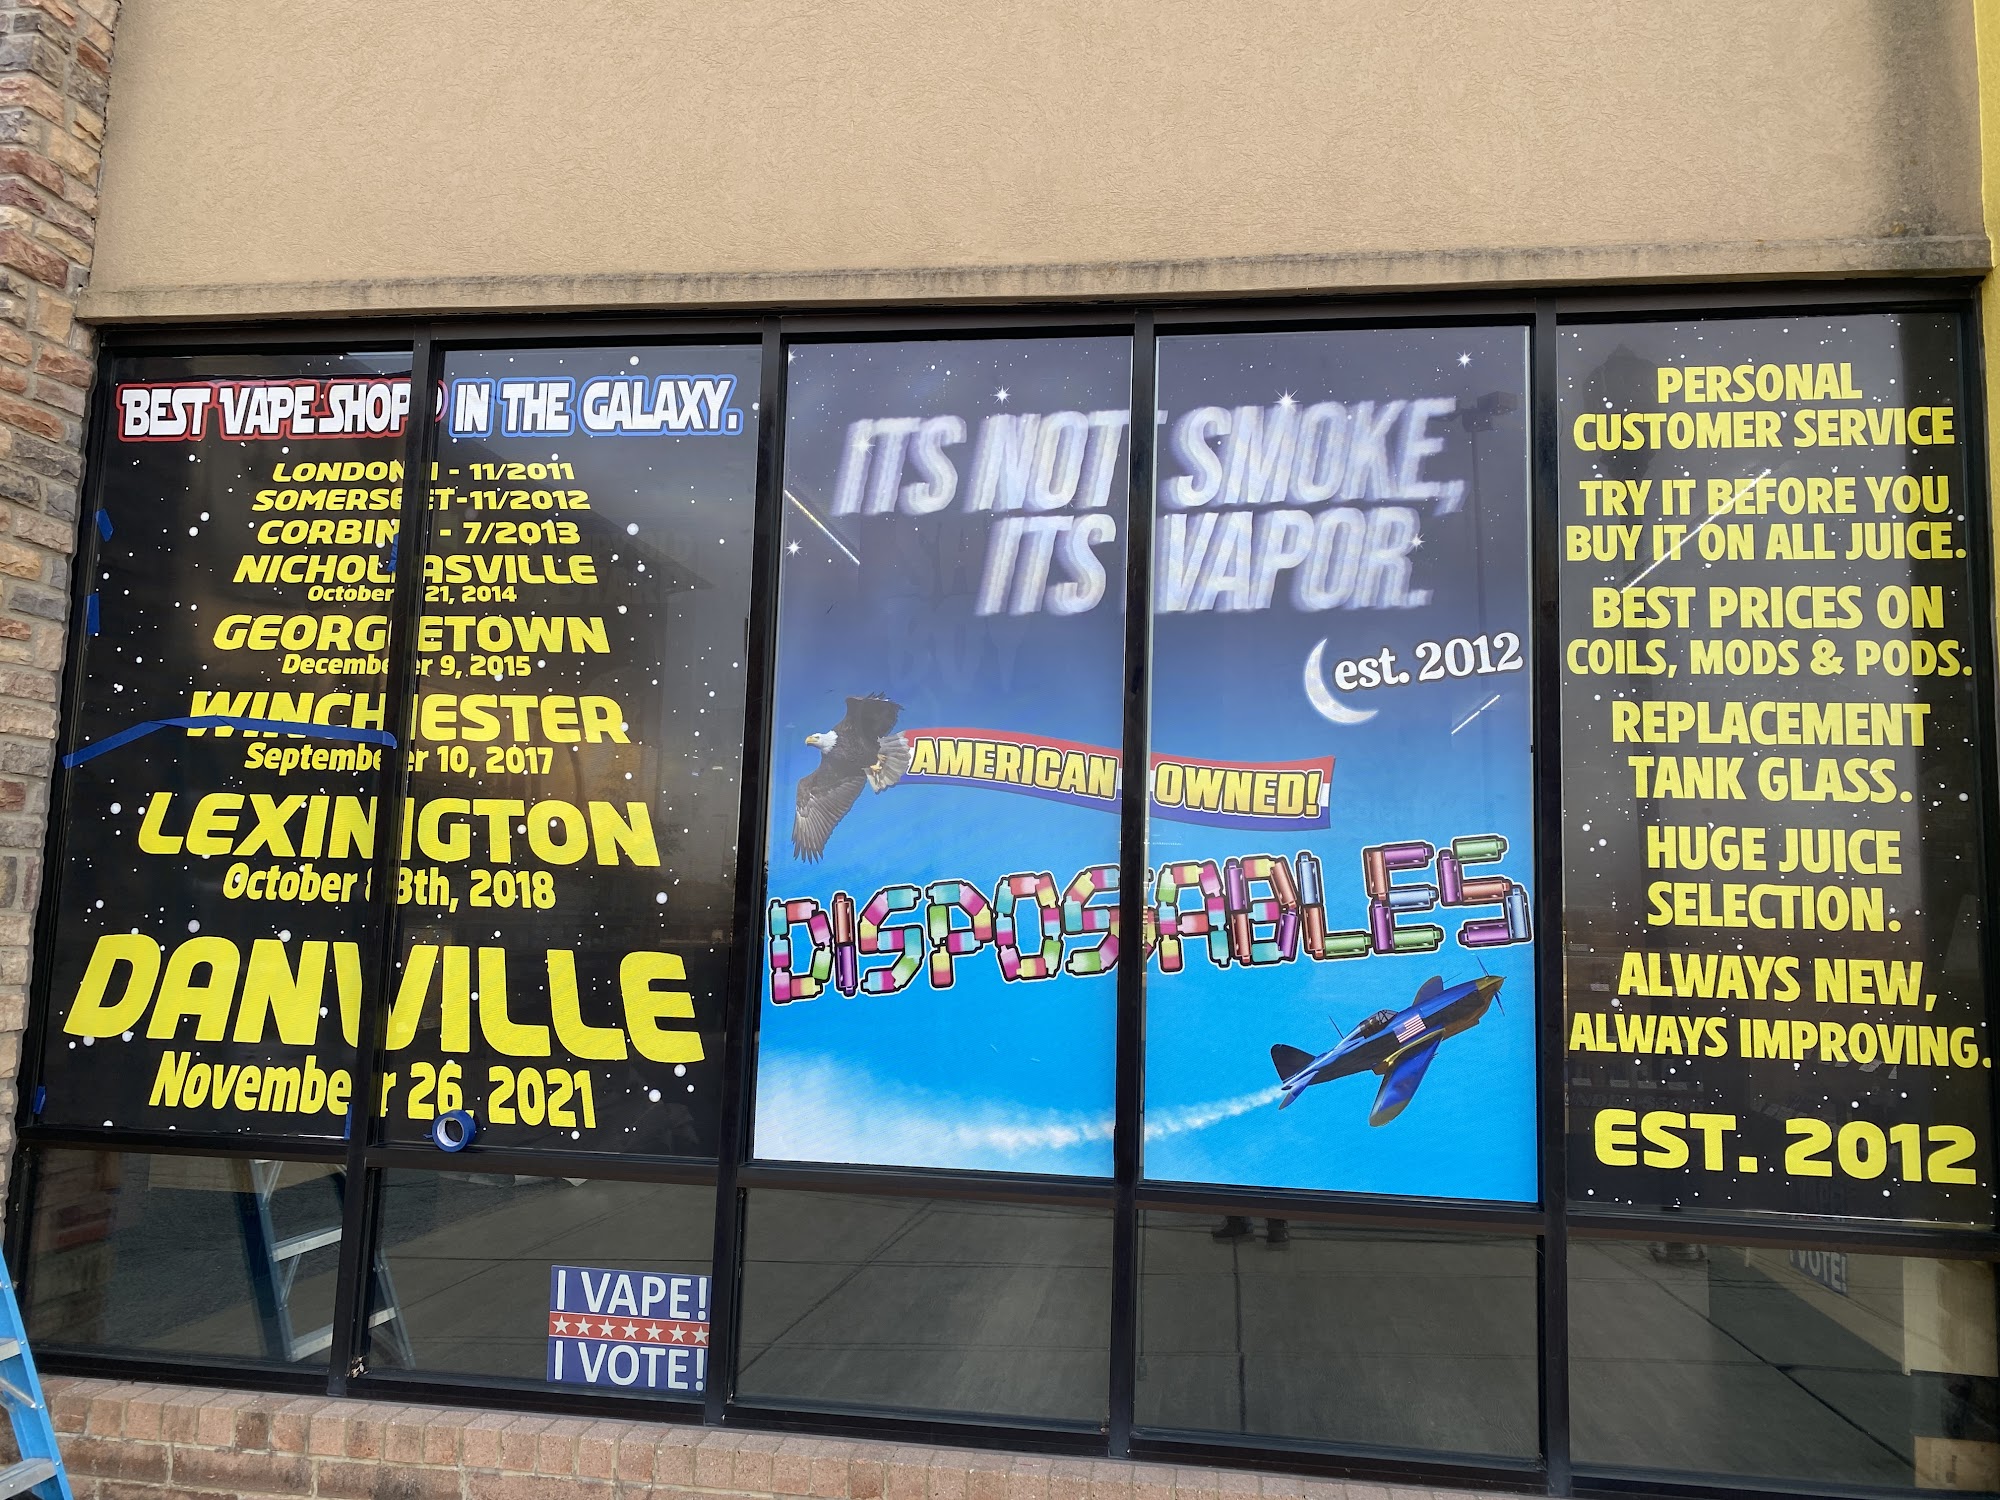 BEST VAPE SHOP IN THE GALAXY.
LONDON - 11/2011
SOMERSET-11/2012
CORBIN - 7/2013
NICHOLASVILLE
October 21, 2014
GEORGETOWN
December 9, 2015
WINCHESTER
September 10, 2017
LEXINGTON
October 8th, 2018
DANVILLE
November 26, 2021
I VAPE!
I VOTE!
ITS NOT SMOKE,
ITS VAPOR.
est. 2012
AMERICAN OWNED!
DISPOSABLES
PERSONAL
CUSTOMER SERVICE
TRY IT BEFORE YOU
BUY IT ON ALL JUICE.
BEST PRICES ON
COILS, MODS & PODS.
REPLACEMENT
TANK GLASS.
HUGE JUICE
SELECTION.
ALWAYS NEW,
ALWAYS IMPROVING.
EST. 2012
I VOTE!